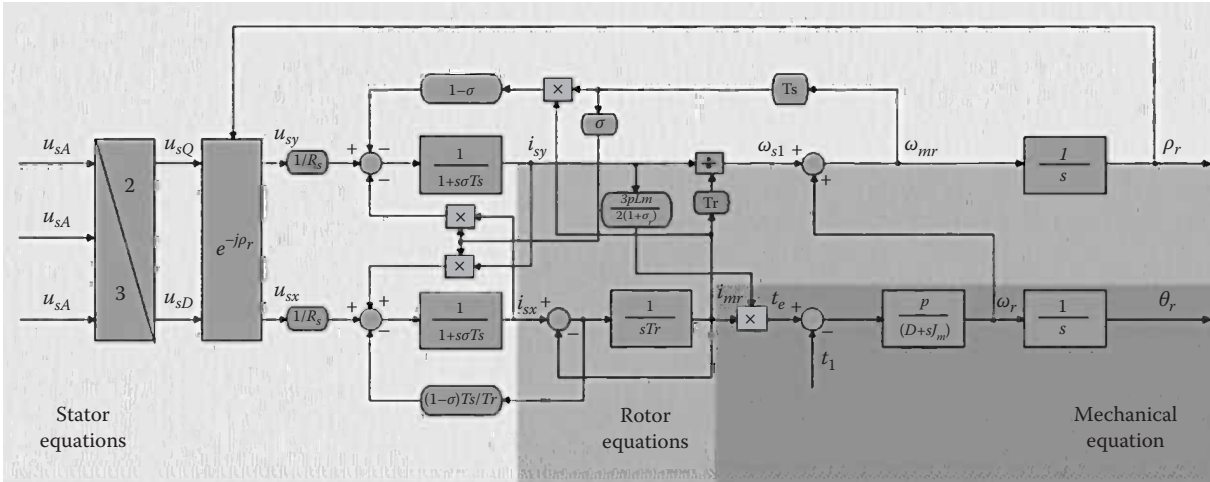 1−σ
×
Ts
σ
u_sA
u_sQ
u_sy
1/R_s
+
−
−
1
1+sσTs
i_sy
÷
ω_s1
+
+
ω_mr
1
s
ρ_r
2
3
u_sA
e^−jρ_r
×
×
3pLm
2(1+σ_r)
Tr
u_sA
u_sD
u_sx
1/R_s
+
+
−
1
1+sσTs
i_sx
+
−
1
sTr
i_mr
×
t_e
+
−
t_1
p
(D+sJ_m)
ω_r
1
s
θ_r
(1−σ)Ts/Tr
Stator
equations
Rotor
equations
Mechanical
equation